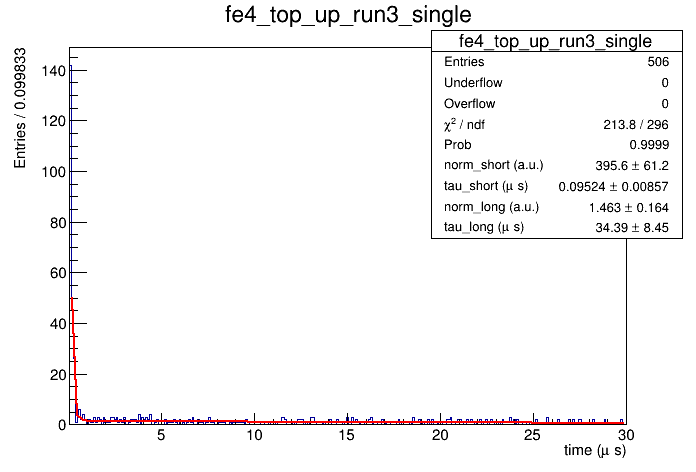 fe4_top_up_run3_single
fe4_top_up_run3_single
Entries 506
Underflow 0
Overflow 0
χ2 / ndf 213.8 / 296
Prob 0.9999
norm_short (a.u.) 395.6 ± 61.2
tau_short (μ s) 0.09524 ± 0.00857
norm_long (a.u.) 1.463 ± 0.164
tau_long (μ s) 34.39 ± 8.45
Entries / 0.099833
140
120
100
80
60
40
20
0
5 10 15 20 25 30
time (μ s)